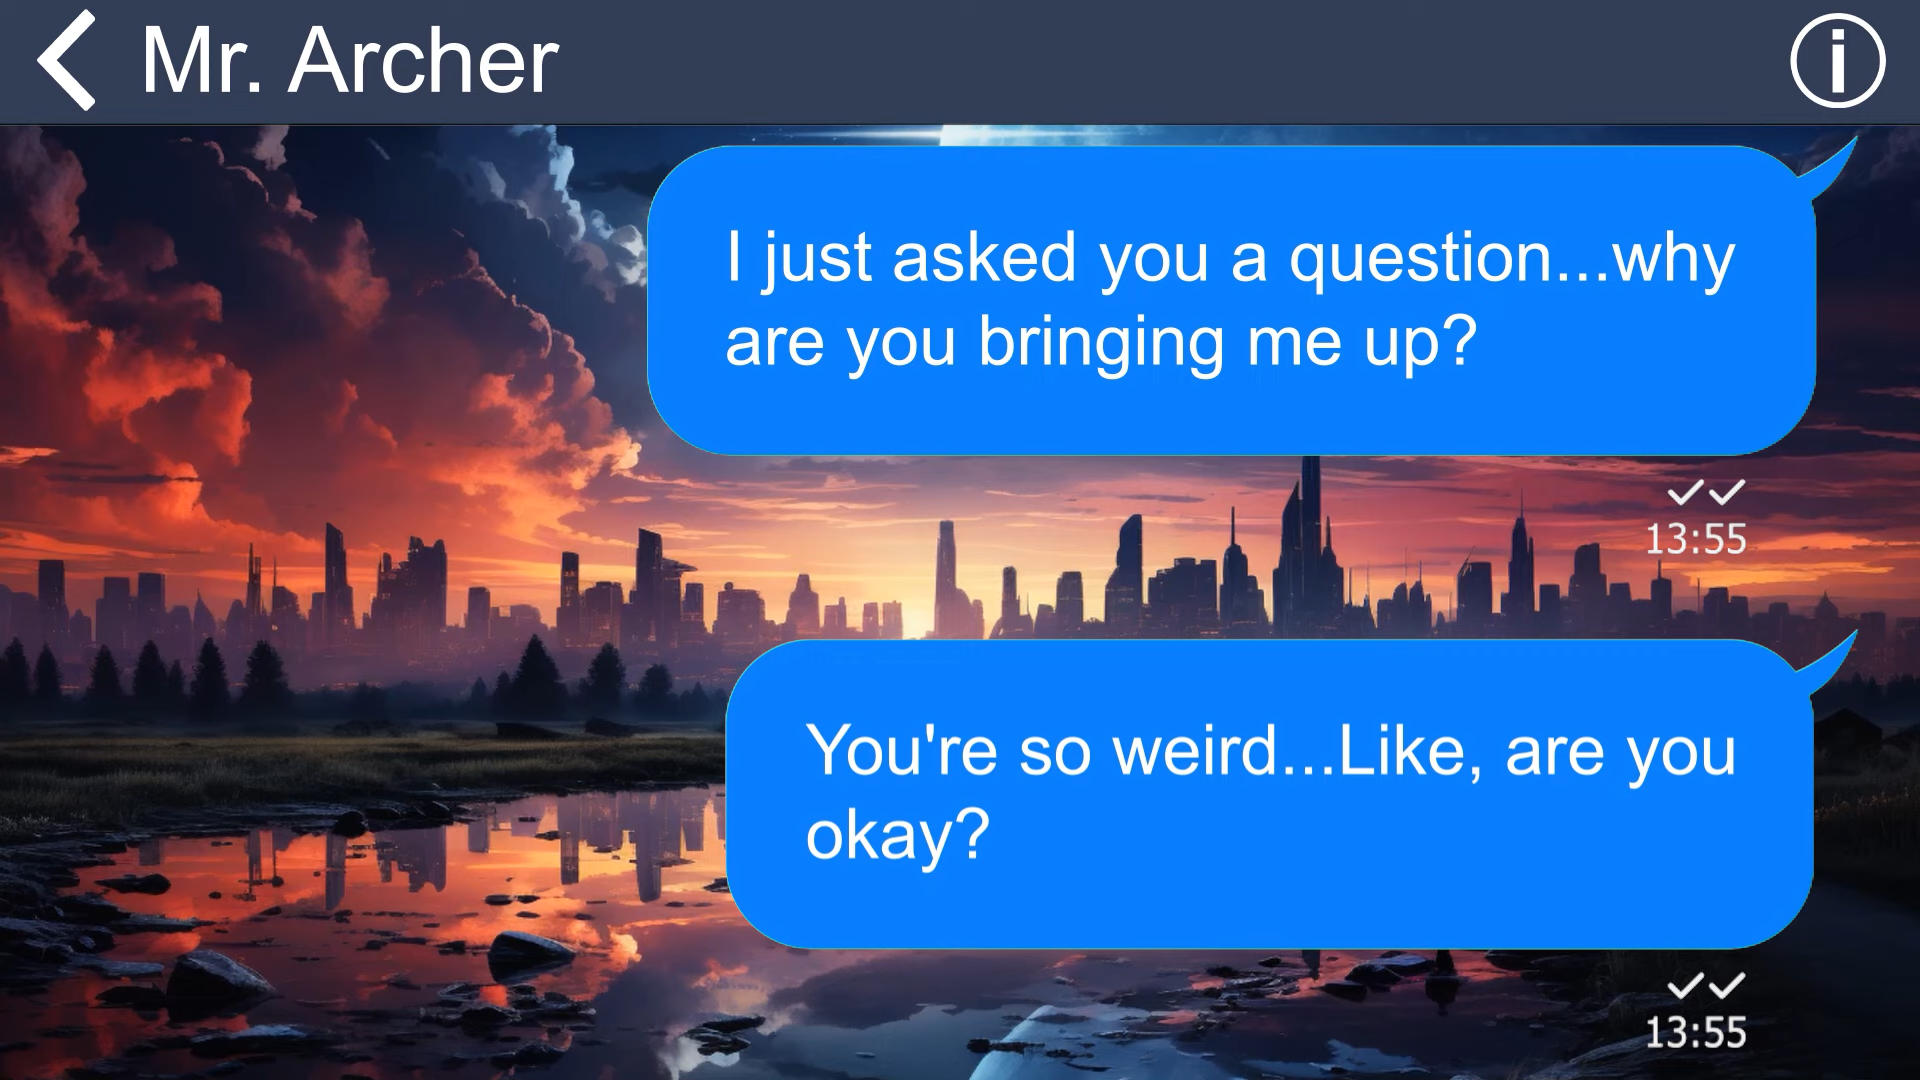 Mr. Archer
I just asked you a question...why
are you bringing me up?
13:55
You're so weird...Like, are you
okay?
13:55